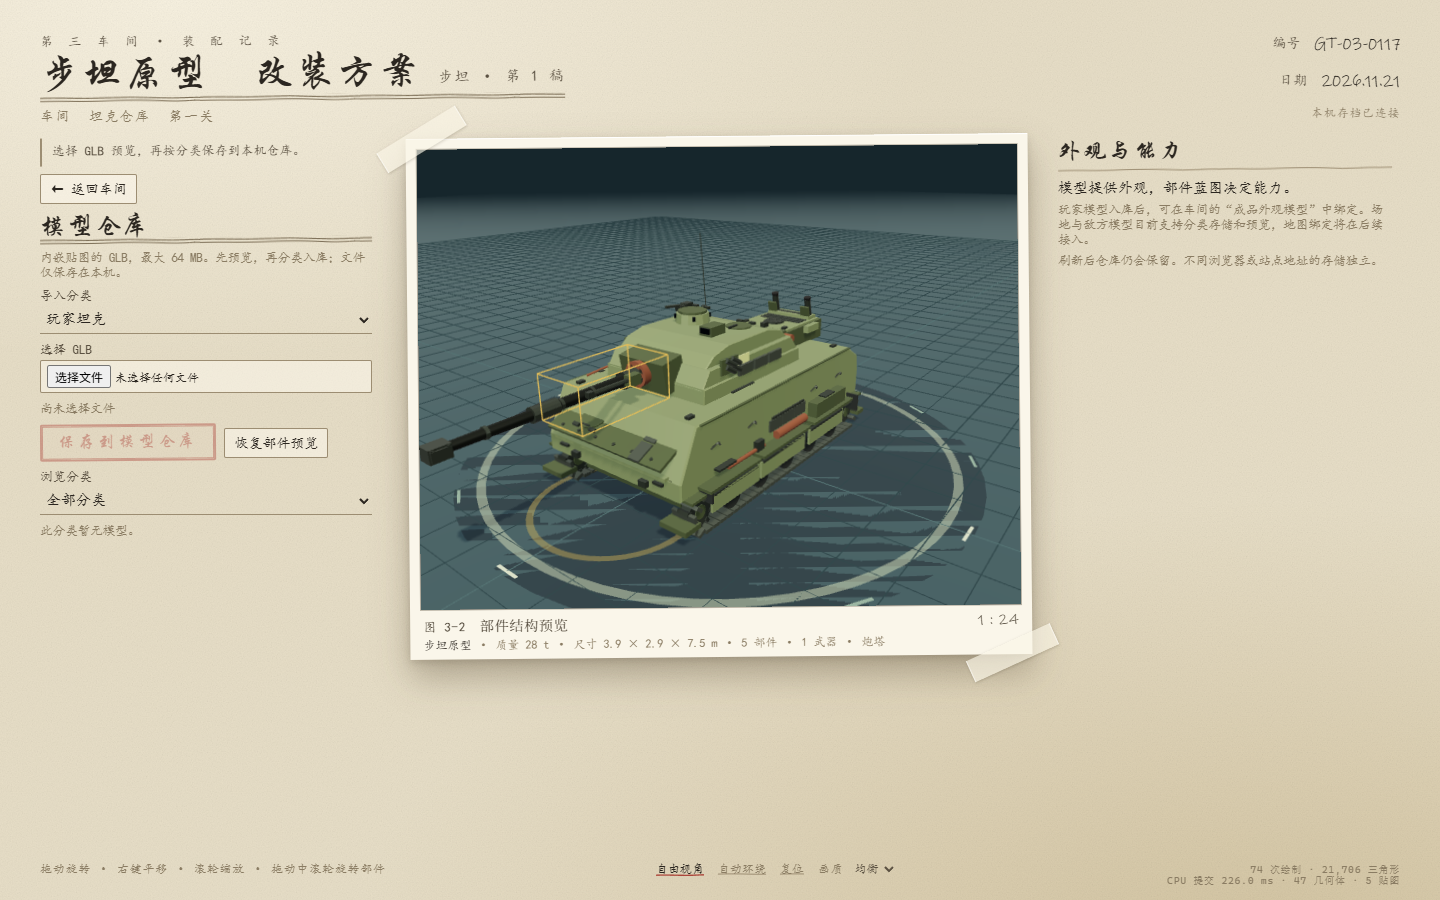 第三车间 • 装配记录
步坦原型 改装方案 步坦 • 第 1 稿
车间 坦克仓库 第一关
编号 GT-03-0117
日期 2026.11.21
本机存档已连接
选择 GLB 预览，再按分类保存到本机仓库。
← 返回车间
模型仓库
内嵌贴图的 GLB，最大 64 MB。先预览，再分类入库；文件
仅保存在本机。
导入分类
玩家坦克
选择 GLB
选择文件 未选择任何文件
尚未选择文件
保存到模型仓库 恢复部件预览
浏览分类
全部分类
此分类暂无模型。
图 3-2 部件结构预览
1:24
步坦原型 • 质量 28 t • 尺寸 3.9 × 2.9 × 7.5 m • 5 部件 • 1 武器 • 炮塔
外观与能力
模型提供外观，部件蓝图决定能力。
玩家模型入库后，可在车间的“成品外观模型”中绑定。场
地与敌方模型目前支持分类存储和预览，地图绑定将在后续
接入。
刷新后仓库仍会保留。不同浏览器或站点地址的存储独立。
拖动旋转 • 右键平移 • 滚轮缩放 • 拖动中滚轮旋转部件
自由视角 自动环绕 复位 画质 均衡
74 次绘制 · 21,706 三角形
CPU 提交 226.0 ms · 47 几何体 · 5 贴图